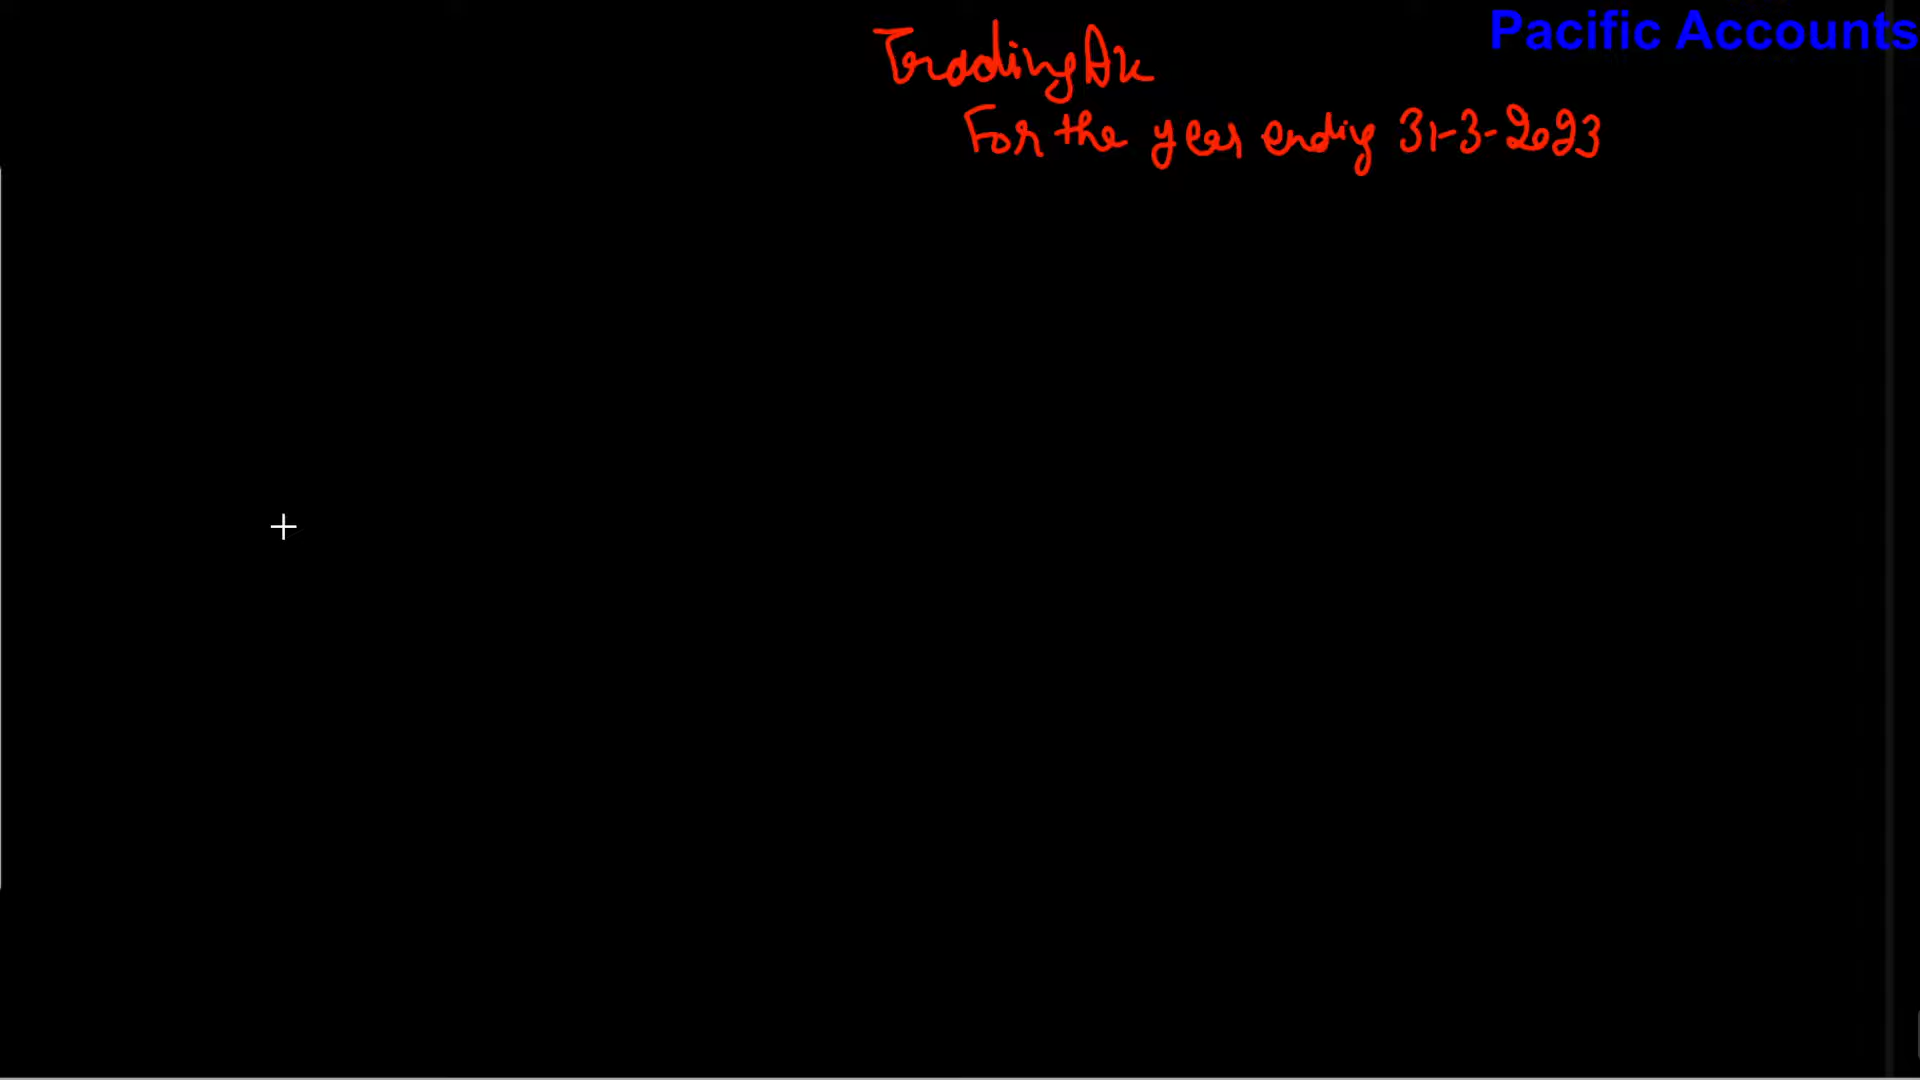 Pacific Accounts
Trading A/c
For the year ending 31-3-2023